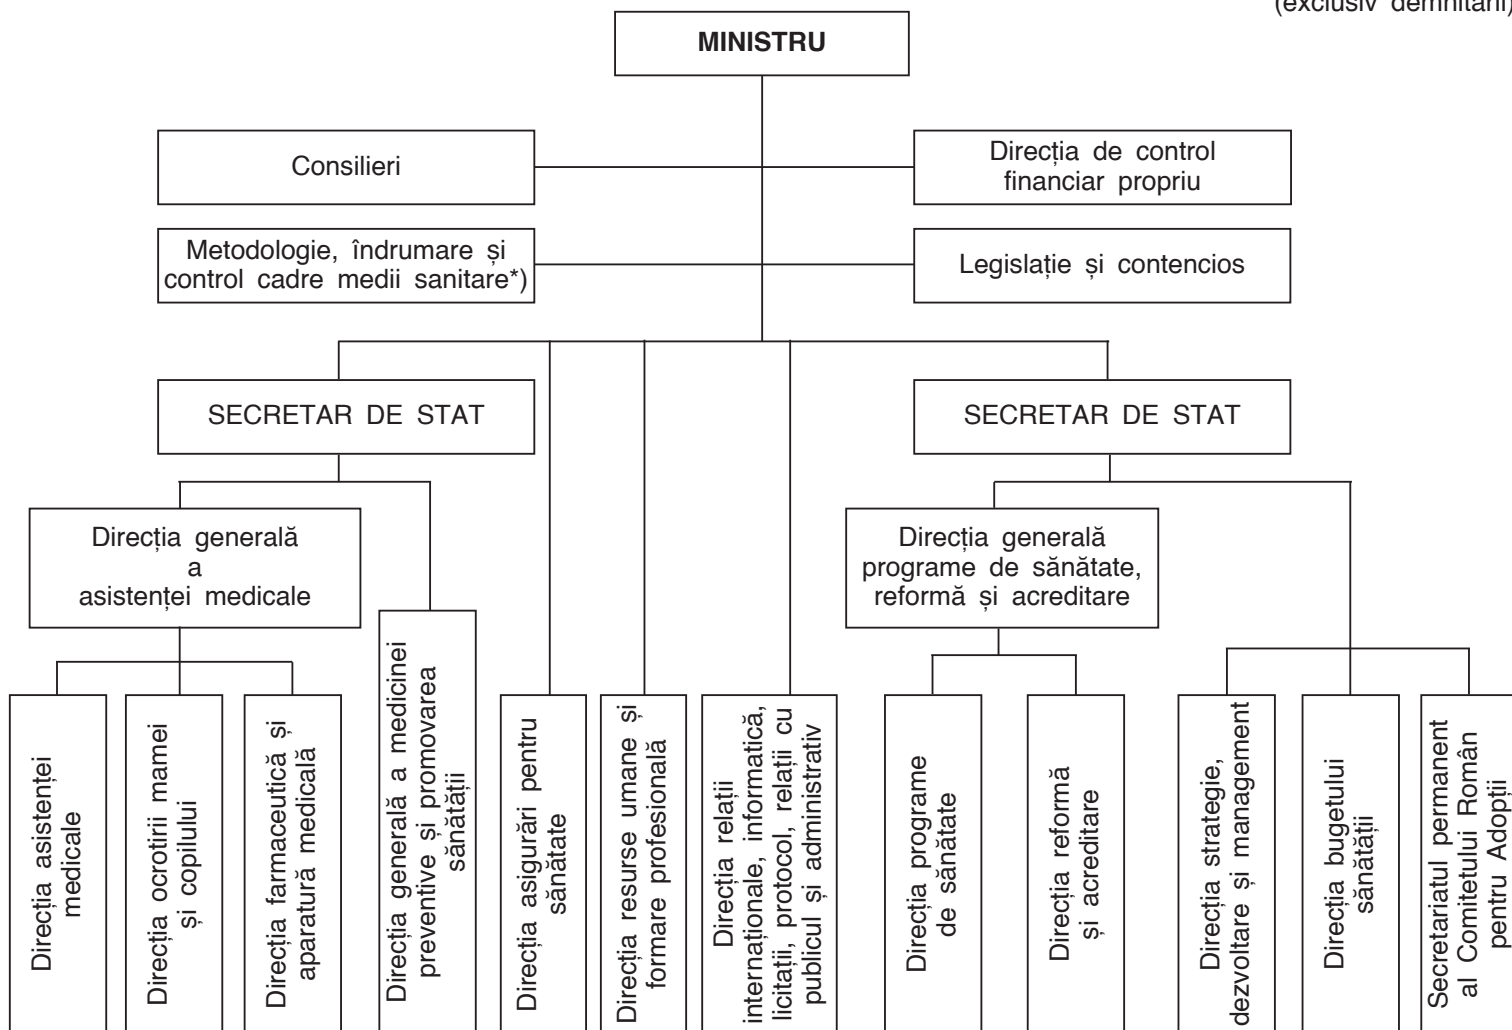 (exclusiv demnitarii)
MINISTRU
Consilieri
Direcția de control
financiar propriu
Metodologie, îndrumare și
control cadre medii sanitare*)
Legislație și contencios
SECRETAR DE STAT
SECRETAR DE STAT
Direcția generală
a
asistenței medicale
Direcția generală
programe de sănătate,
reformă și acreditare
Direcția asistenței
medicale
Direcția ocrotirii mamei
și copilului
Direcția farmaceutică și
aparatură medicală
Direcția generală a medicinei
preventive și promovarea
sănătății
Direcția asigurări pentru
sănătate
Direcția resurse umane și
formare profesională
Direcția relații
internaționale, informatică,
licitații, protocol, relații cu
publicul și administrativ
Direcția programe
de sănătate
Direcția reformă
și acreditare
Direcția strategie,
dezvoltare și management
Direcția bugetului
sănătății
Secretariatul permanent
al Comitetului Român
pentru Adopții